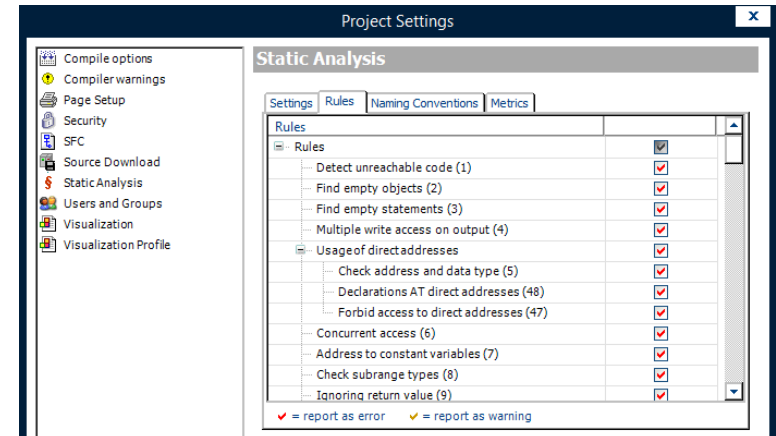 Project Settings
x
Compile options
Compiler warnings
Page Setup
Security
SFC
Source Download
Static Analysis
Users and Groups
Visualization
Visualization Profile
Static Analysis
Settings Rules Naming Conventions Metrics
Rules
Rules
Detect unreachable code (1)
Find empty objects (2)
Find empty statements (3)
Multiple write access on output (4)
Usage of direct addresses
Check address and data type (5)
Declarations AT direct addresses (48)
Forbid access to direct addresses (47)
Concurrent access (6)
Address to constant variables (7)
Check subrange types (8)
Ignoring return value (9)
= report as error = report as warning